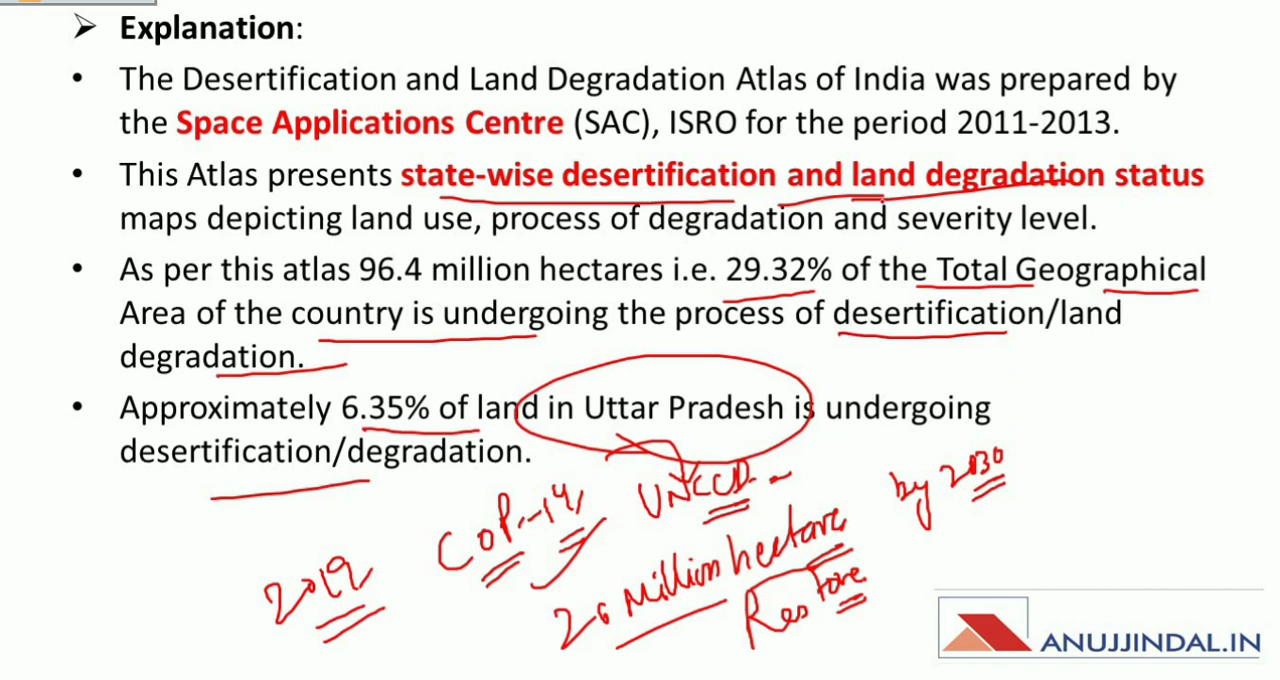 ➤ Explanation:
• The Desertification and Land Degradation Atlas of India was prepared by
the Space Applications Centre (SAC), ISRO for the period 2011-2013.
• This Atlas presents state-wise desertification and land degradation status
maps depicting land use, process of degradation and severity level.
• As per this atlas 96.4 million hectares i.e. 29.32% of the Total Geographical
Area of the country is undergoing the process of desertification/land
degradation.
• Approximately 6.35% of land in Uttar Pradesh is undergoing
desertification/degradation.
2019 COP-14, UNCCD - by 2030
26 Million hectare
Restore
ANUJJINDAL.IN